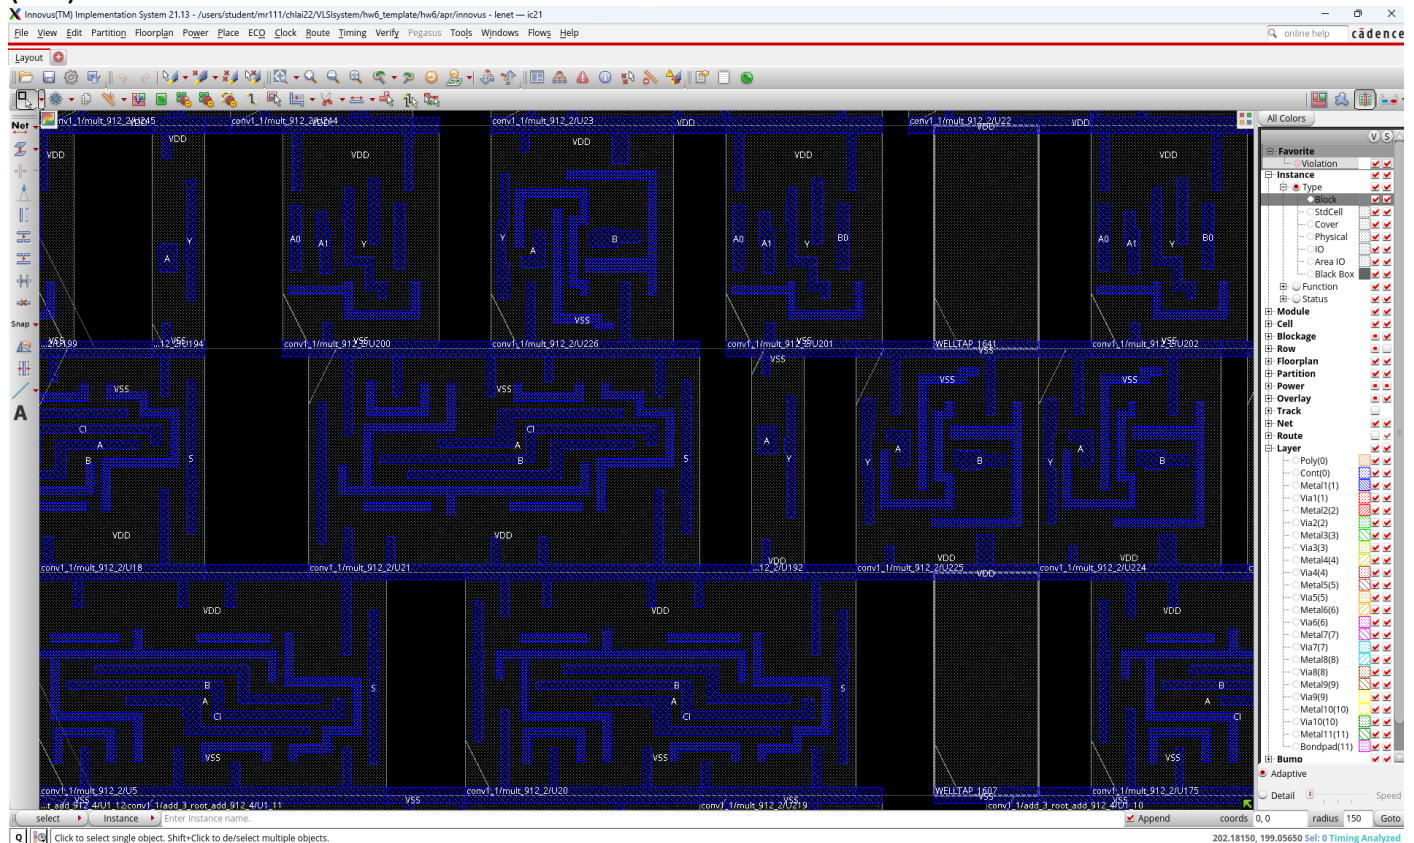 Innovus(TM) Implementation System 21.13 - /users/student/mr111/chlai22/VLSIsystem/hw6_template/hw6/apr/innovus - lenet — ic21
File View Edit Partition Floorplan Power Place ECO Clock Route Timing Verify Pegasus Tools Windows Flows Help
online help cādence
Layout
All Colors
Net
Snap
A
V S
Favorite
Violation
Instance
Type
Block
StdCell
Cover
Physical
IO
Area IO
Black Box
Function
Status
Module
Cell
Blockage
Row
Floorplan
Partition
Power
Overlay
Track
Net
Route
Layer
Poly(0)
Cont(0)
Metal1(1)
Via1(1)
Metal2(2)
Via2(2)
Metal3(3)
Via3(3)
Metal4(4)
Via4(4)
Metal5(5)
Via5(5)
Metal6(6)
Via6(6)
Metal7(7)
Via7(7)
Metal8(8)
Via8(8)
Metal9(9)
Via9(9)
Metal10(10)
Via10(10)
Metal11(11)
Bondpad(11)
Bump
Adaptive
Detail Speed
conv1_1/mult_912_2/U23 VDD conv1_1/mult_912_2/U22 VDD VDD
VDD VDD VDD VDD VDD VDD
A Y A0 A1 Y Y A B A0 A1 Y B0 A0 A1 Y B0
VSS
conv1_1/mult_912_2/U200 conv1_1/mult_912_2/U226 conv1_1/mult_912_2/U201 WELLTAP_1641 VSS conv1_1/mult_912_2/U202
VSS VSS VSS VSS VSS
CI A B S CI A B S A Y Y A B Y A B
VDD VDD VDD VDD VDD
conv1_1/mult_912_2/U18 conv1_1/mult_912_2/U21 ...12_2/U192 conv1_1/mult_912_2/U225 VDD conv1_1/mult_912_2/U224
VDD VDD VDD
B A CI S B A CI S B A CI
VSS VSS VSS
conv1_1/mult_912_2/U5 conv1_1/mult_912_2/U20 WELLTAP_1607 conv1_1/mult_912_2/U175
select Instance Enter Instance name. Append coords 0, 0 radius 150 Goto
Q Click to select single object. Shift+Click to de/select multiple objects. 202.18150, 199.05650 Sel: 0 Timing Analyzed